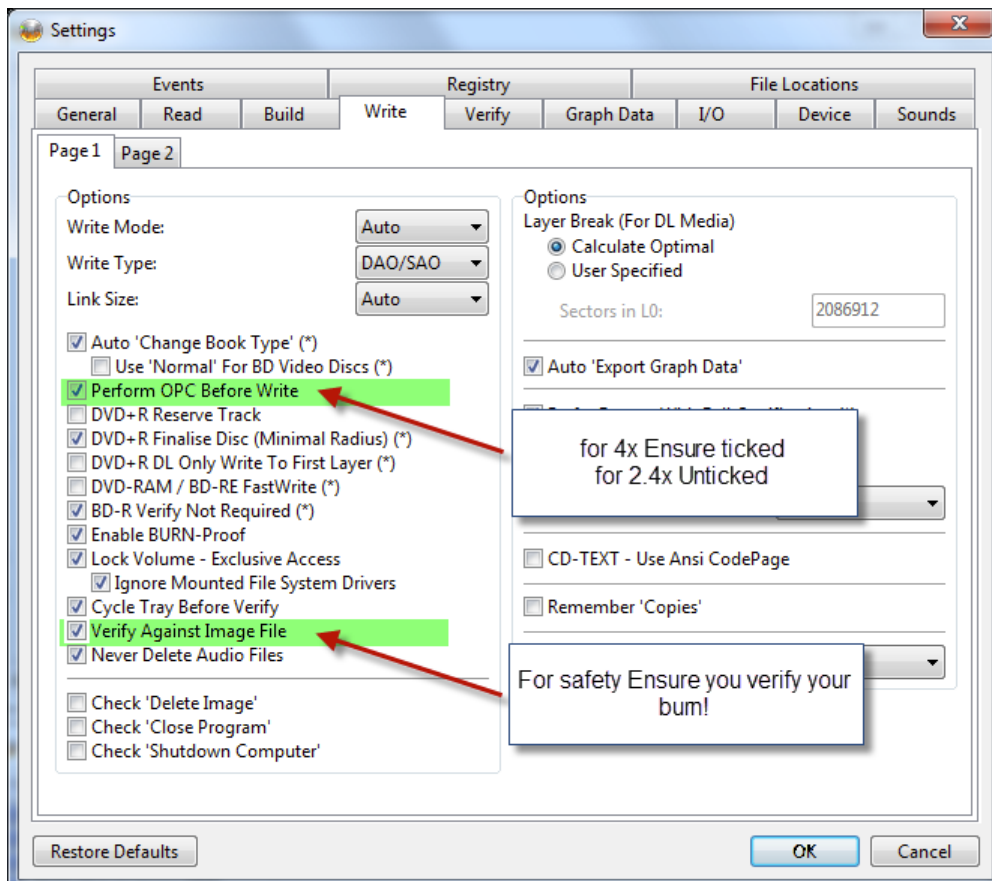 Settings
Events Registry File Locations
General Read Build Write Verify Graph Data I/O Device Sounds
Page 1 Page 2
Options
Write Mode: Auto
Write Type: DAO/SAO
Link Size: Auto
Auto 'Change Book Type' (*)
Use 'Normal' For BD Video Discs (*)
Perform OPC Before Write
DVD+R Reserve Track
DVD+R Finalise Disc (Minimal Radius) (*)
DVD+R DL Only Write To First Layer (*)
DVD-RAM / BD-RE FastWrite (*)
BD-R Verify Not Required (*)
Enable BURN-Proof
Lock Volume - Exclusive Access
Ignore Mounted File System Drivers
Cycle Tray Before Verify
Verify Against Image File
Never Delete Audio Files
Check 'Delete Image'
Check 'Close Program'
Check 'Shutdown Computer'
Options
Layer Break (For DL Media)
Calculate Optimal
User Specified
Sectors in L0: 2086912
Auto 'Export Graph Data'
for 4x Ensure ticked
for 2.4x Unticked
CD-TEXT - Use Ansi CodePage
Remember 'Copies'
For safety Ensure you verify your
burn!
Restore Defaults OK Cancel